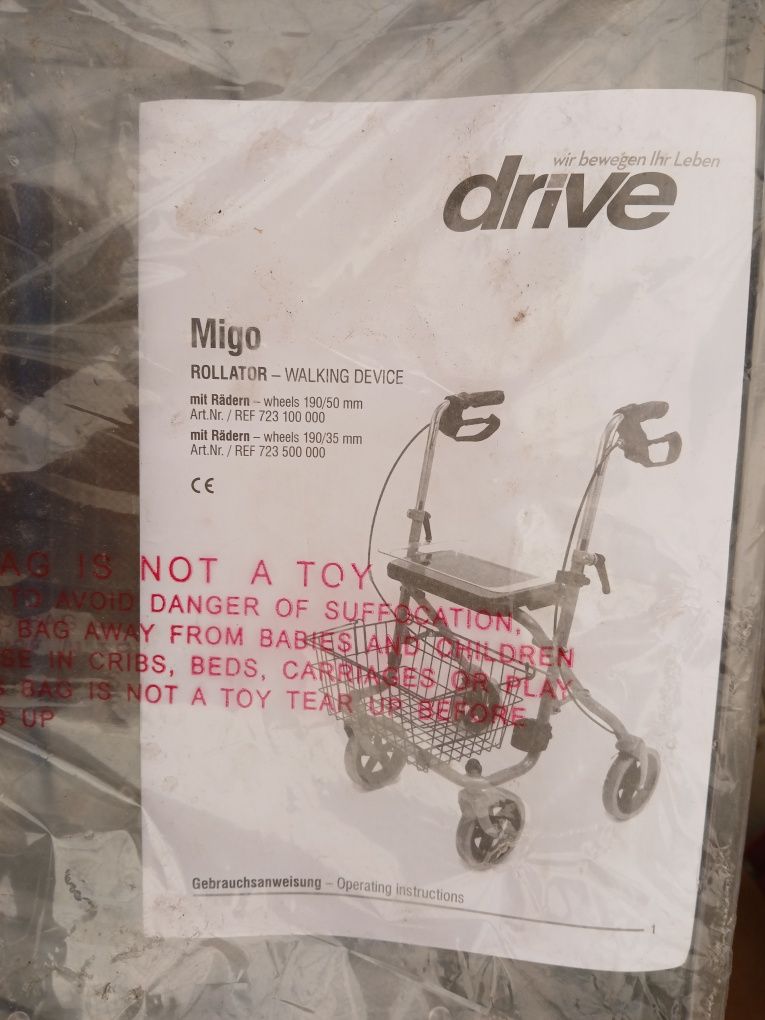 wir bewegen Ihr Leben
drive
Migo
ROLLATOR – WALKING DEVICE
mit Rädern – wheels 190/50 mm
Art.Nr. / REF 723 100 000
mit Rädern – wheels 190/35 mm
Art.Nr. / REF 723 500 000
CE
AG IS NOT A TOY
TO AVOID DANGER OF SUFFOCATION,
BAG AWAY FROM BABIES AND CHILDREN
SE IN CRIBS, BEDS, CARRIAGES OR PLAY
S BAG IS NOT A TOY TEAR UP BEFORE
S UP
Gebrauchsanweisung – Operating instructions
1